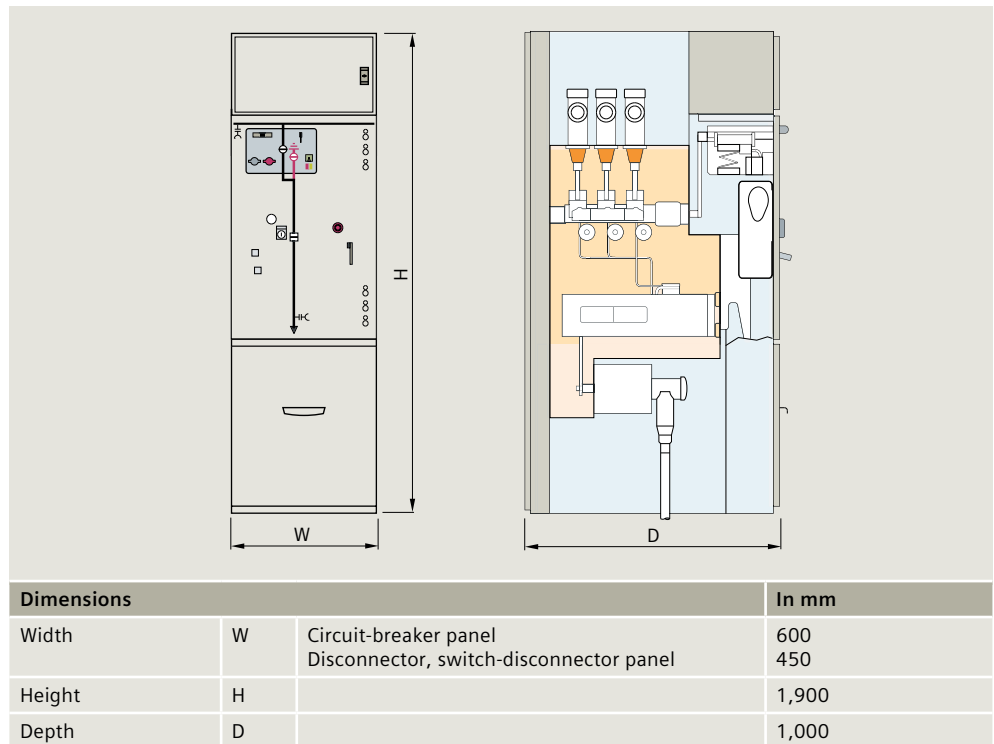 H
W
D
Dimensions In mm
Width W Circuit-breaker panel 600
Disconnector, switch-disconnector panel 450
Height H 1,900
Depth D 1,000